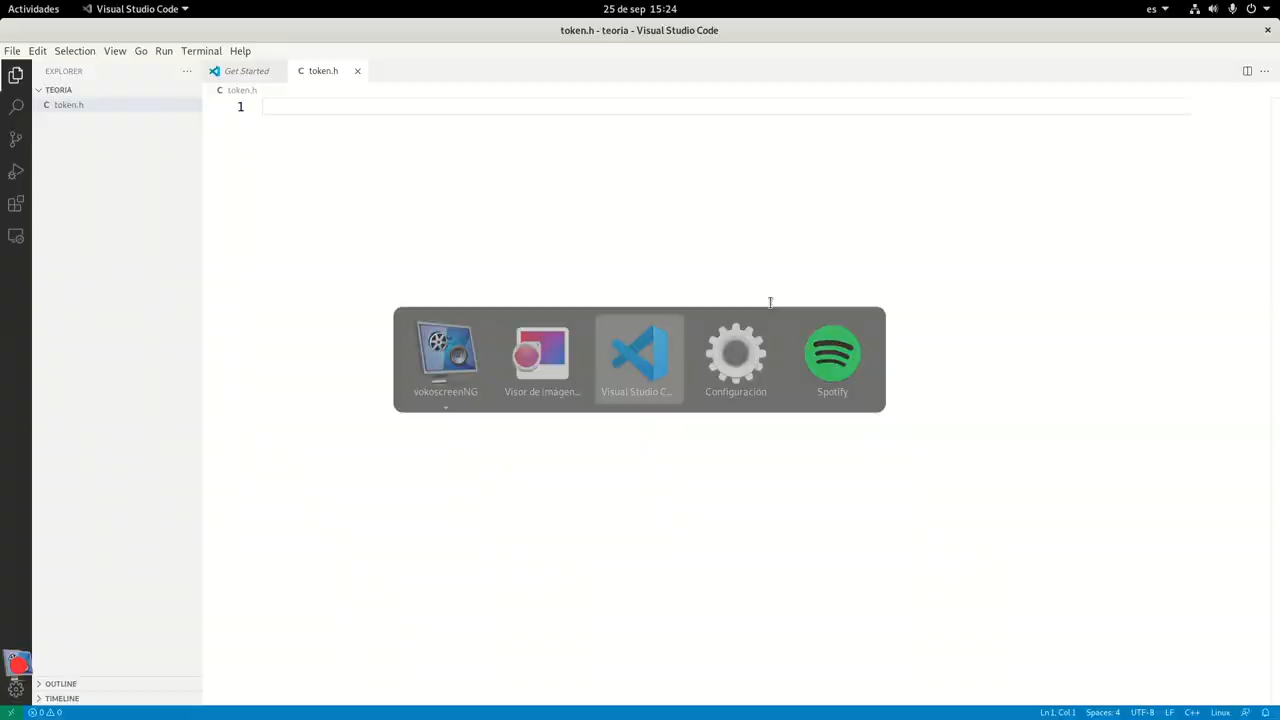 Actividades
Visual Studio Code
25 de sep 15:24
es
token.h - teoria - Visual Studio Code
File Edit Selection View Go Run Terminal Help
EXPLORER
Get Started
C token.h
TEORIA
C token.h
C token.h
1
vokoscreenNG
Visor de imágen...
Visual Studio C...
Configuración
Spotify
OUTLINE
TIMELINE
0 0
Ln 1, Col 1
Spaces: 4
UTF-8
LF
C++
Linux